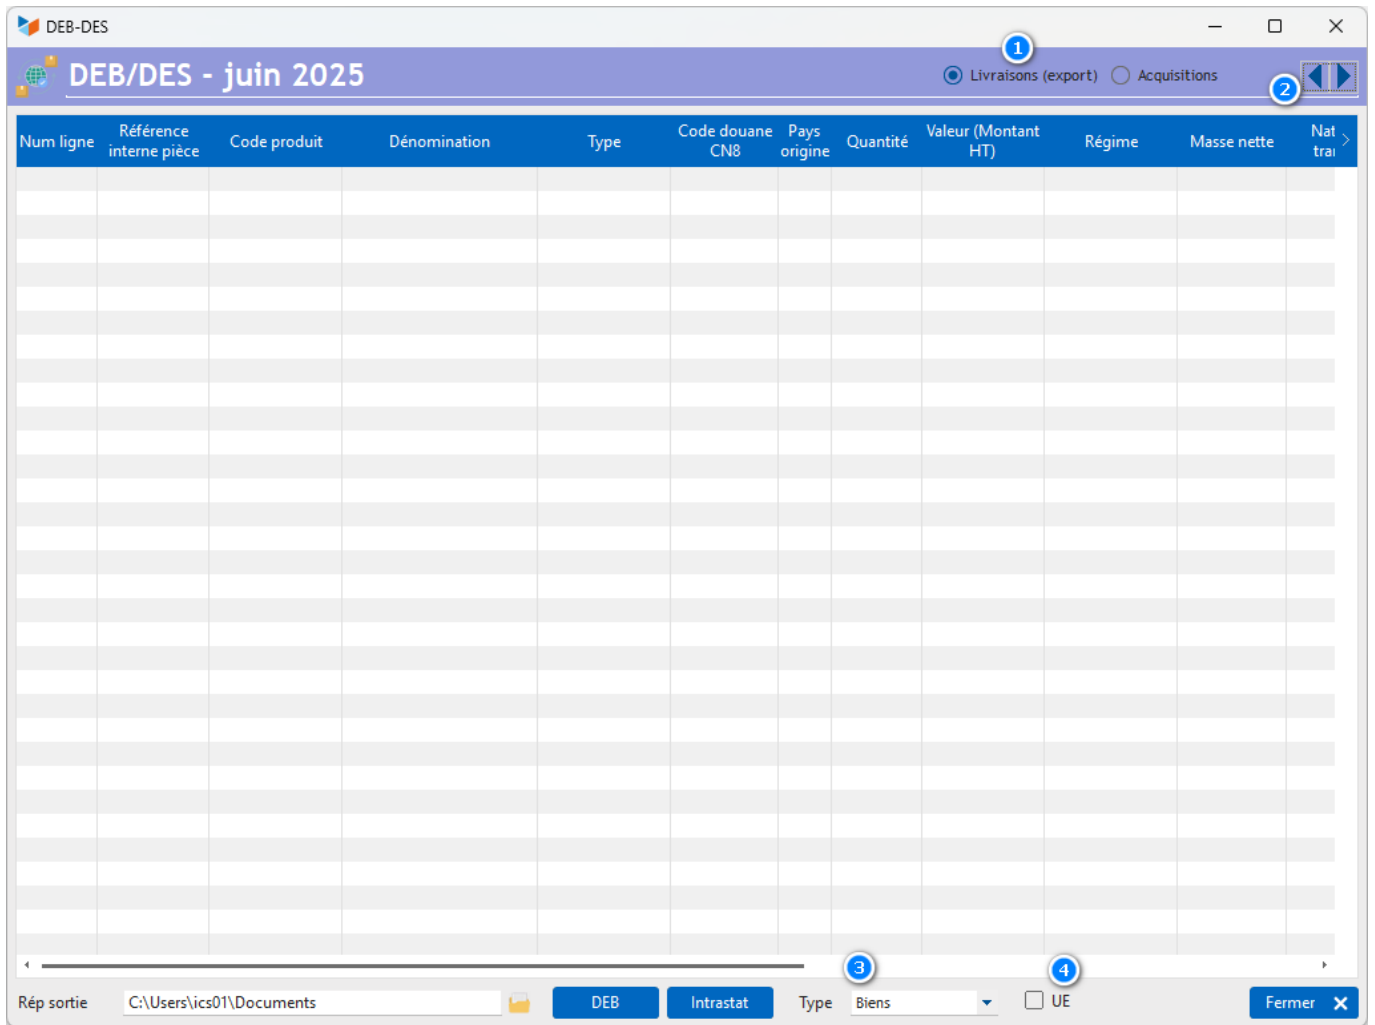 DEB-DES
1
DEB/DES - juin 2025
Livraisons (export)
Acquisitions
2
Num ligne
Référence
interne pièce
Code produit
Dénomination
Type
Code douane
CN8
Pays
origine
Quantité
Valeur (Montant
HT)
Régime
Masse nette
Nat
3
4
Rép sortie
C:\Users\ics01\Documents
DEB
Intrastat
Type
Biens
UE
Fermer